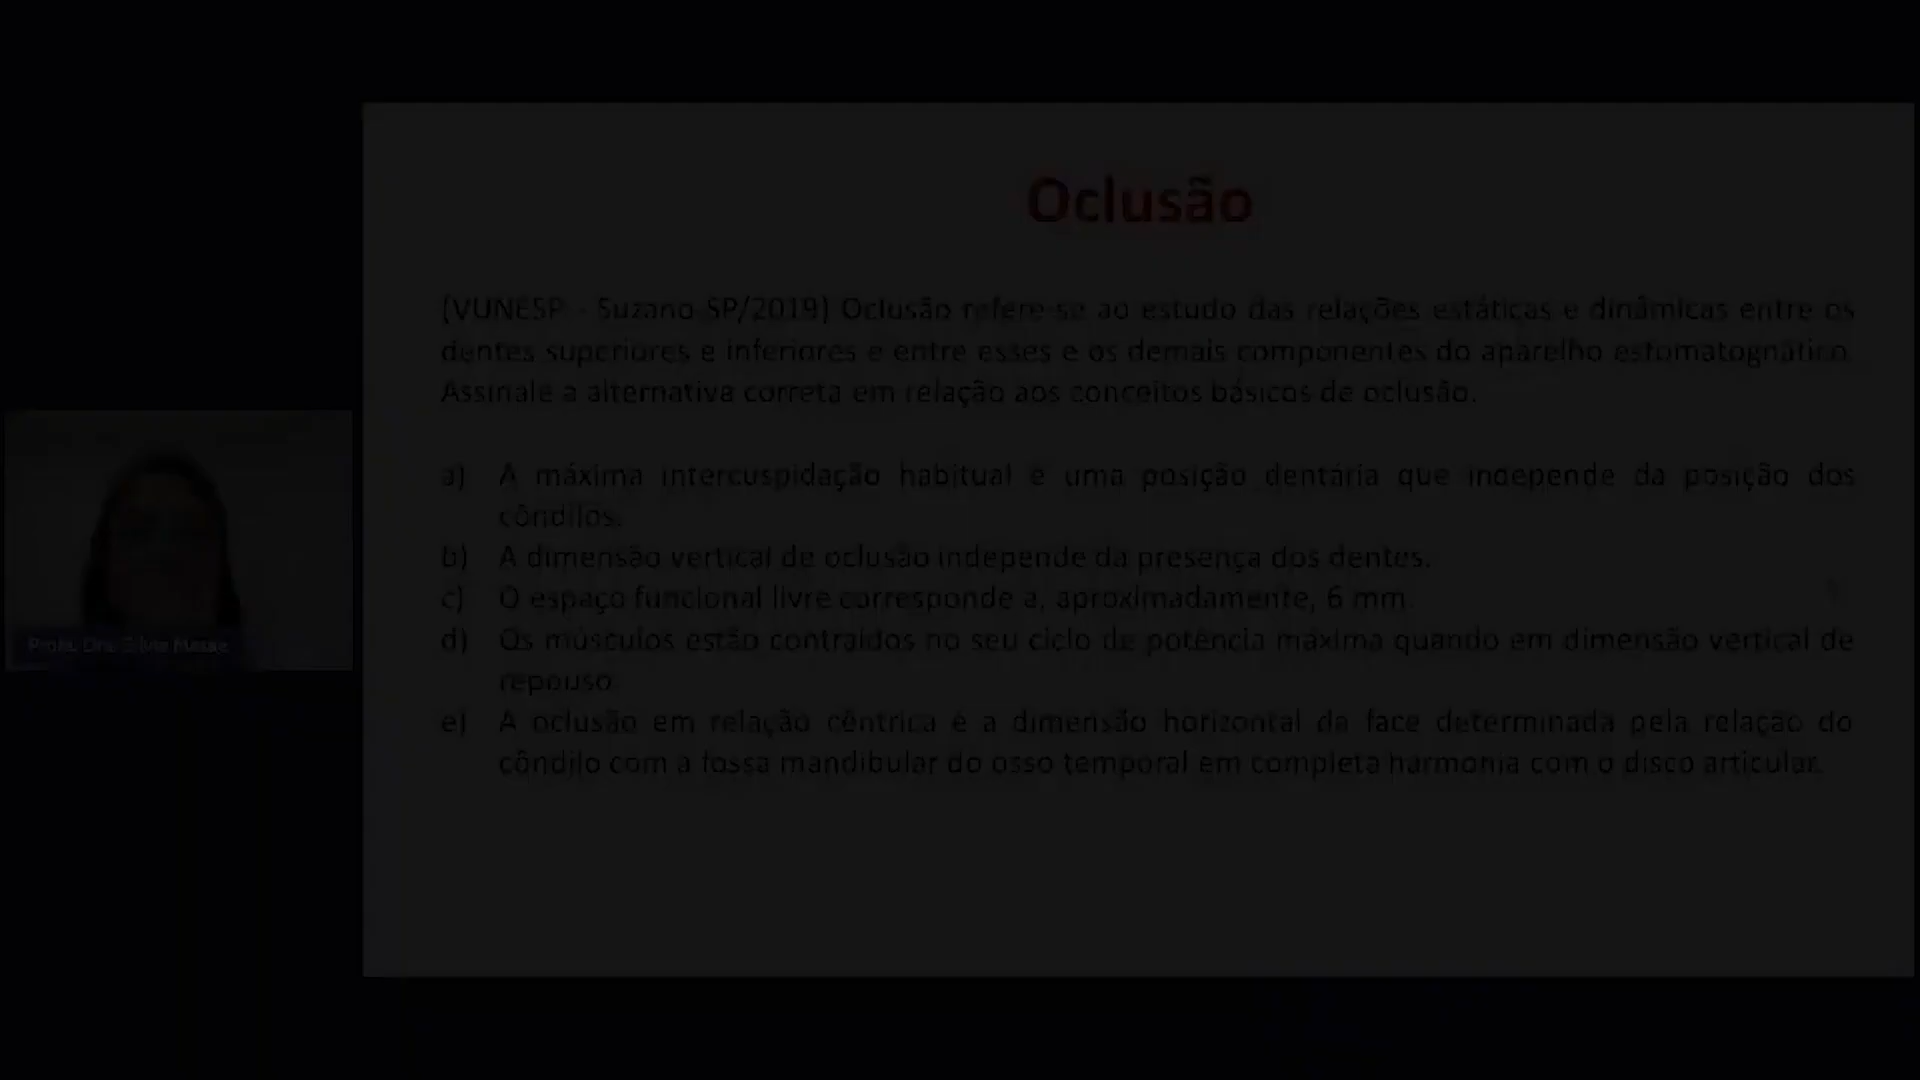 Oclusão
(VUNESP - Suzano-SP/2019) Oclusão refere-se ao estudo das relações estáticas e dinâmicas entre os
dentes superiores e inferiores e entre esses e os demais componentes do aparelho estomatognático.
Assinale a alternativa correta em relação aos conceitos básicos de oclusão.
a) A máxima intercuspidação habitual é uma posição dentária que independe da posição dos
côndilos.
b) A dimensão vertical de oclusão independe da presença dos dentes.
c) O espaço funcional livre corresponde a, aproximadamente, 6 mm.
d) Os músculos estão contraídos no seu ciclo de potência máxima quando em dimensão vertical de
repouso.
e) A oclusão em relação cêntrica é a dimensão horizontal da face determinada pela relação do
côndilo com a fossa mandibular do osso temporal em completa harmonia com o disco articular.